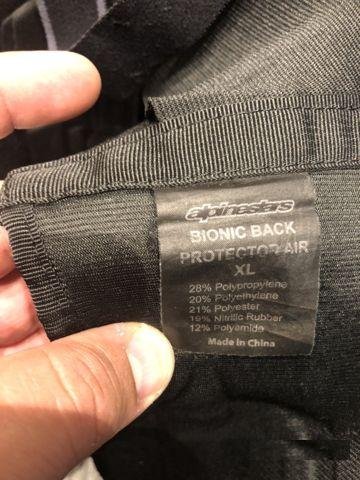 alpinestars
BIONIC BACK
PROTECTOR AIR
XL
28% Polypropylene
20% Polyethylene
21% Polyester
19% Nitrilic Rubber
12% Polyamide
Made in China